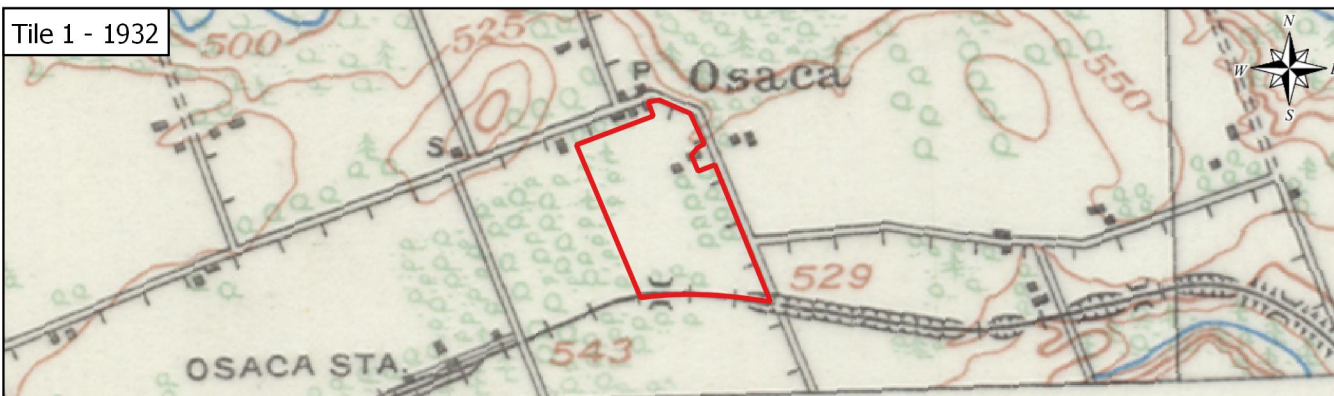 Tile 1 - 1932
500
525
P
Osaca
550
N
W
E
S
S
529
543
OSACA STA.